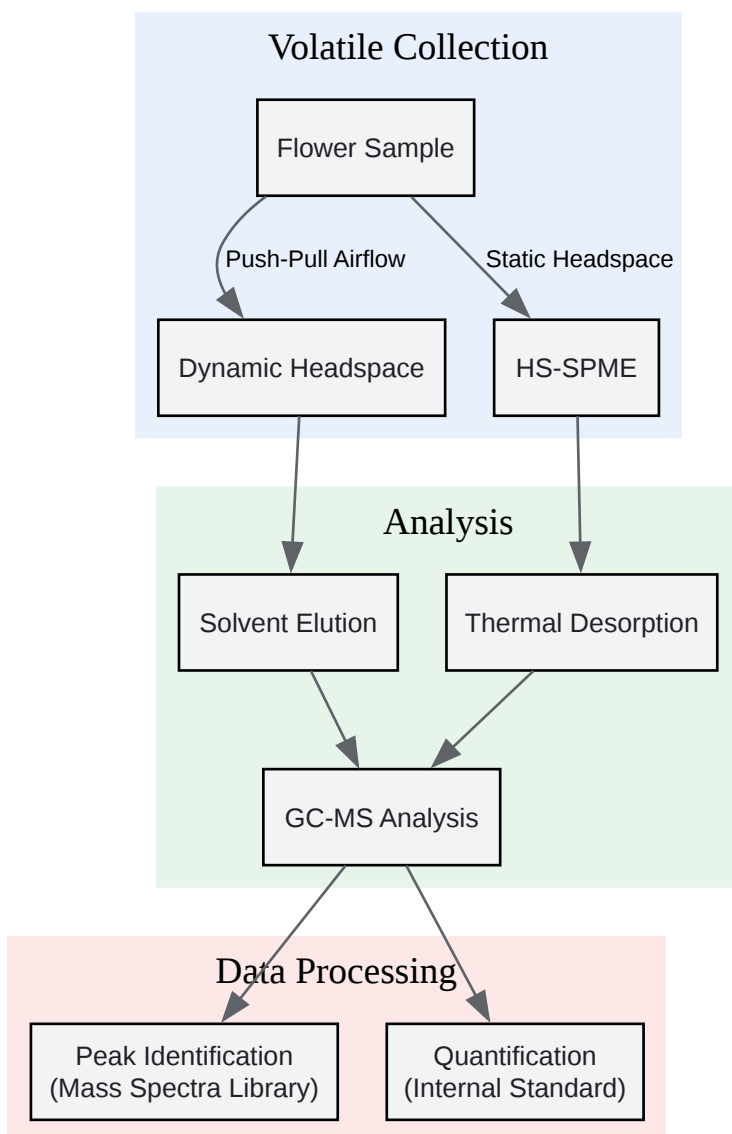 Volatile Collection
Flower Sample
Push-Pull Airflow
Static Headspace
Dynamic Headspace
HS-SPME
Analysis
Solvent Elution
Thermal Desorption
GC-MS Analysis
Data Processing
Peak Identification
(Mass Spectra Library)
Quantification
(Internal Standard)